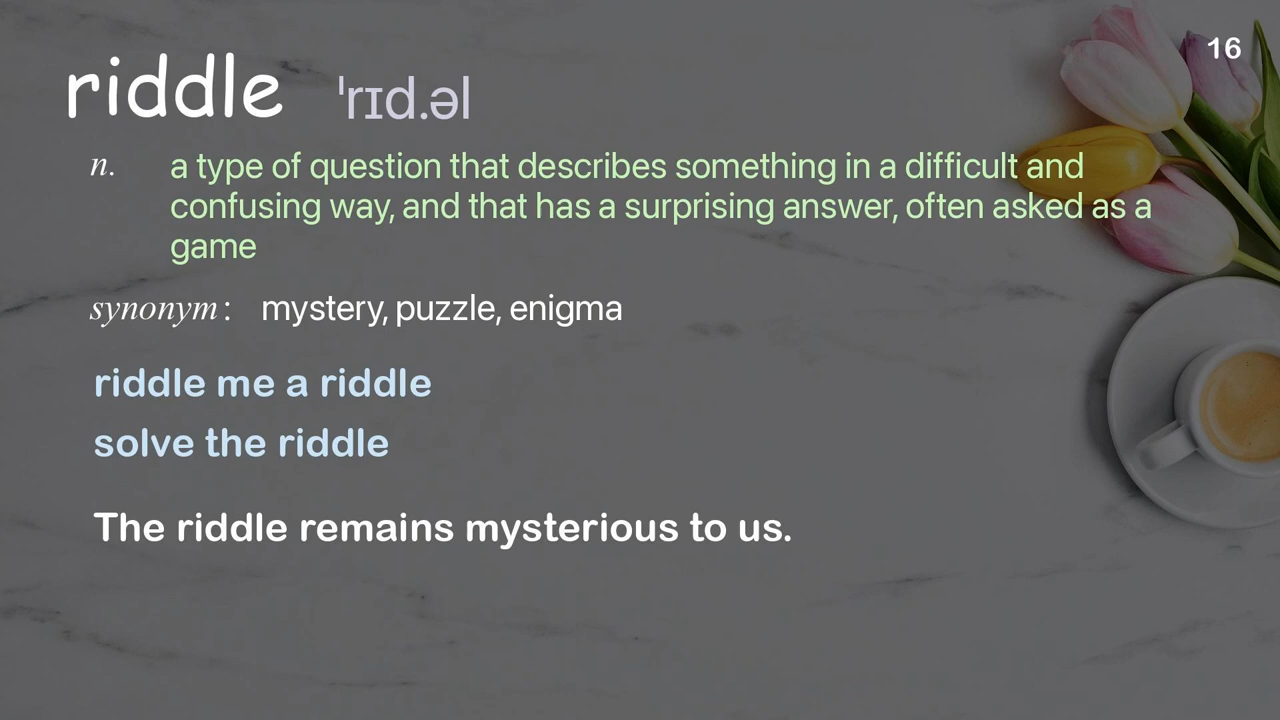 16
riddle ˈrɪd.əl
n. a type of question that describes something in a difficult and
confusing way, and that has a surprising answer, often asked as a
game
synonym: mystery, puzzle, enigma
riddle me a riddle
solve the riddle
The riddle remains mysterious to us.